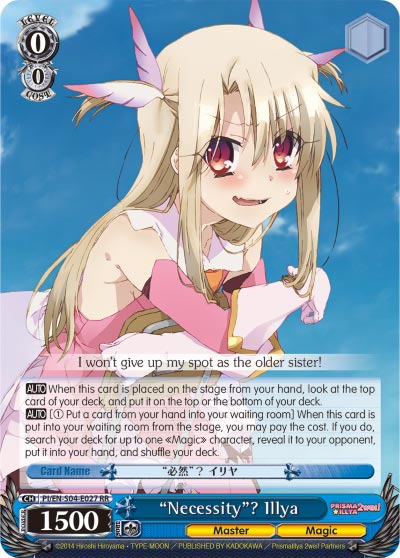 LEVEL
0
0
COST
I won't give up my spot as the older sister!
AUTO When this card is placed on the stage from your hand, look at the top
card of your deck, and put it on the top or the bottom of your deck.
AUTO [① Put a card from your hand into your waiting room] When this card is
put into your waiting room from the stage, you may pay the cost. If you do,
search your deck for up to one «Magic» character, reveal it to your opponent,
put it into your hand, and shuffle your deck.
Card Name
“必然”？ イリヤ
CH PI/EN-S04-E027 RR
“Necessity”? Illya
PRISMA ILLYA 2wei!
POWER
1500
SOUL
Master
Magic
©2014 Hiroshi Hiroyama・TYPE-MOON / PUBLISHED BY KADOKAWA / PrismaIllya 2wei! Partners